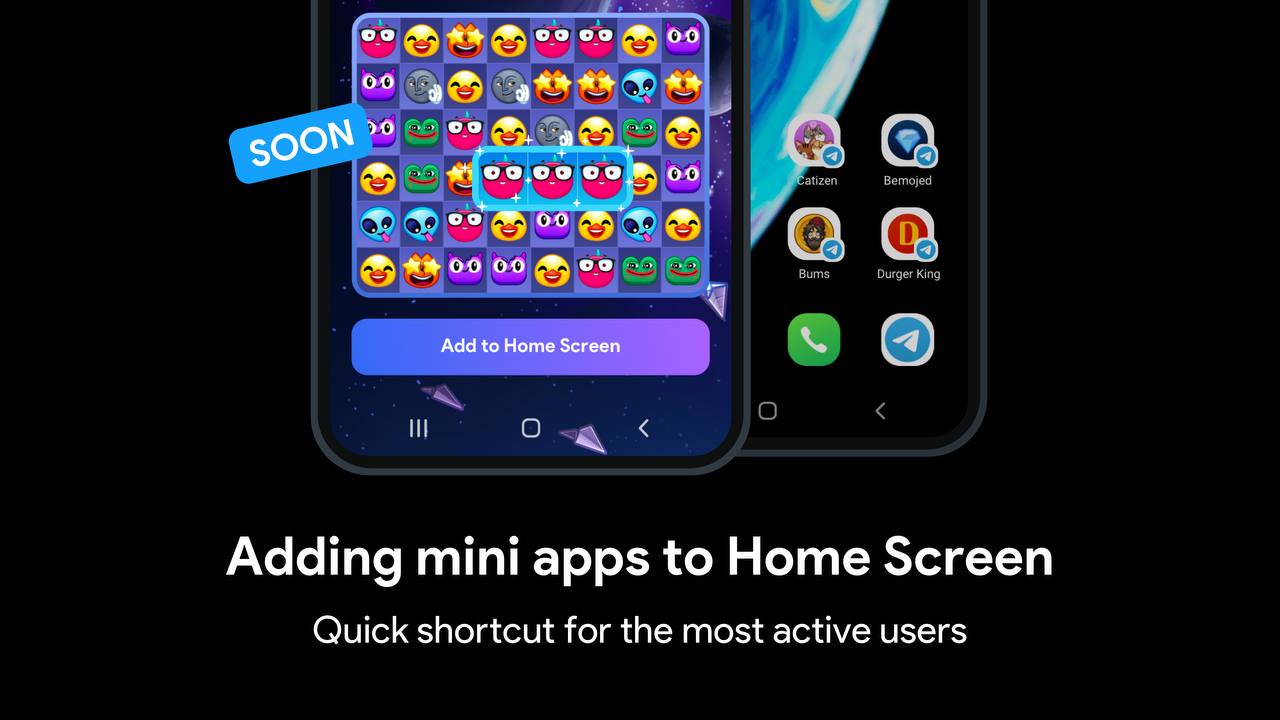 SOON
Catizen
Bemojed
Bums
D
Durger King
Add to Home Screen
Adding mini apps to Home Screen
Quick shortcut for the most active users